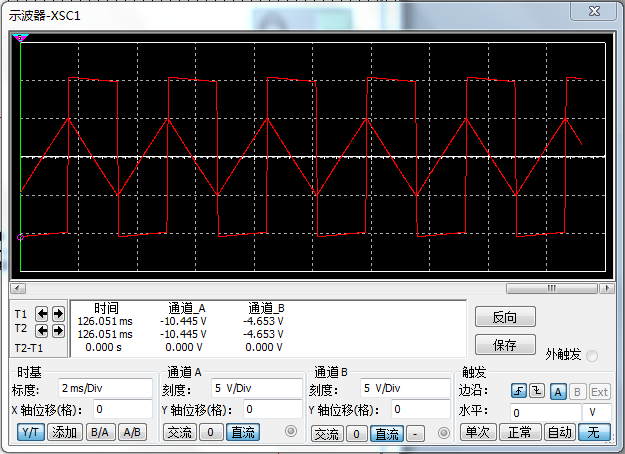 示波器-XSC1
时间 通道_A 通道_B
T1 126.051 ms -10.445 V -4.653 V
T2 126.051 ms -10.445 V -4.653 V
T2-T1 0.000 s 0.000 V 0.000 V
反向
保存
外触发
时基
标度: 2 ms/Div
X 轴位移(格): 0
Y/T 添加 B/A A/B
通道 A
刻度: 5 V/Div
Y 轴位移(格): 0
交流 0 直流
通道 B
刻度: 5 V/Div
Y 轴位移(格): 0
交流 0 直流 -
触发
边沿: A B Ext
水平: 0 V
单次 正常 自动 无